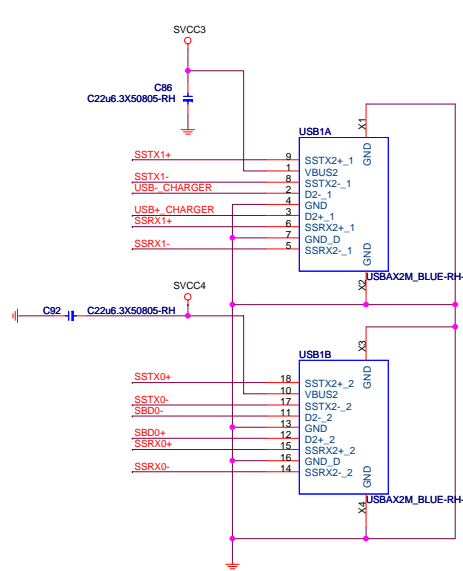 SVCC3
C86
C22u6.3X50805-RH
USB1A
X1
GND
SSTX1+ 9 SSTX2+_1
1 VBUS2
SSTX1- 8 SSTX2-_1
USB-_CHARGER 2 D2-_1
4 GND
USB+_CHARGER 3 D2+_1
SSRX1+ 6 SSRX2+_1
7 GND_D
SSRX1- 5 SSRX2-_1
GND
X2
USBAX2M_BLUE-RH-
SVCC4
C92 C22u6.3X50805-RH
X3
USB1B
GND
SSTX0+ 18 SSTX2+_2
10 VBUS2
SSTX0- 17 SSTX2-_2
SBD0- 11 D2-_2
13 GND
SBD0+ 12 D2+_2
SSRX0+ 15 SSRX2+_2
16 GND_D
SSRX0- 14 SSRX2-_2
GND
X4
USBAX2M_BLUE-RH-